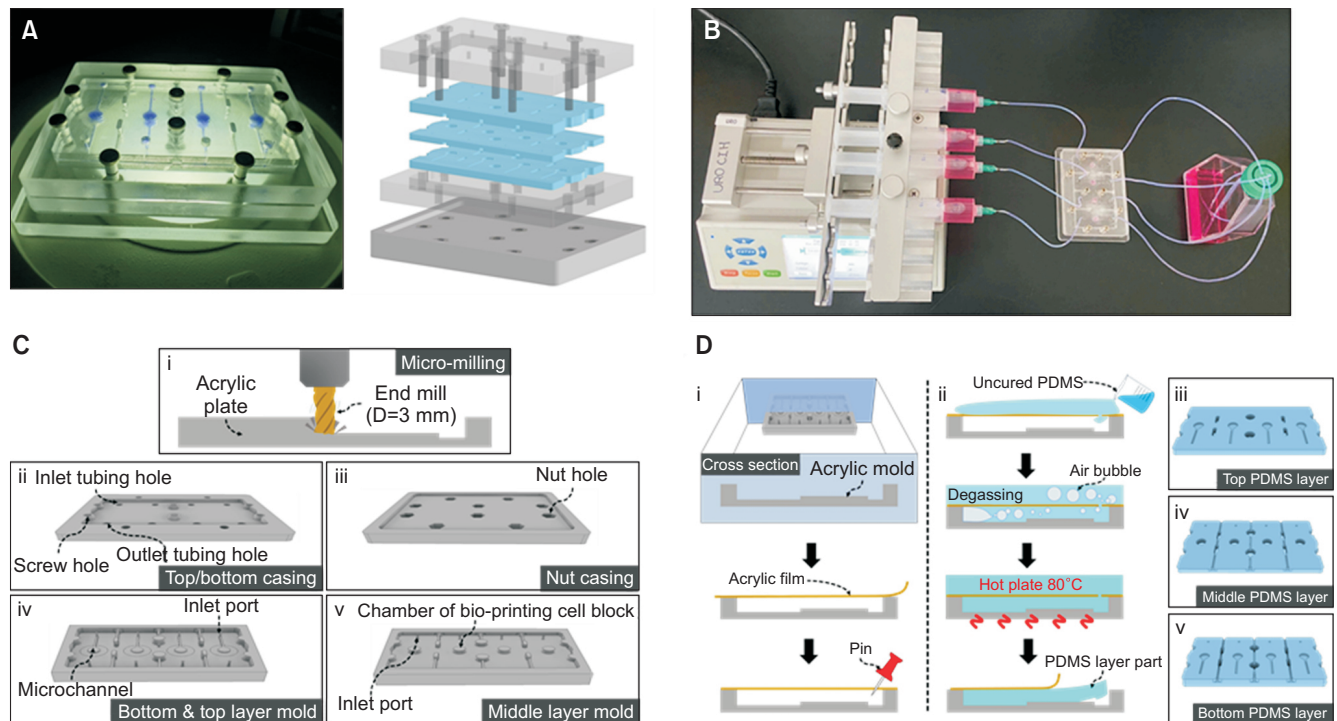 A
B
URO CIH
C
i
Micro-milling
Acrylic
plate
End mill
(D=3 mm)
ii
Inlet tubing hole
Screw hole
Outlet tubing hole
Top/bottom casing
iii
Nut hole
Nut casing
iv
Inlet port
Microchannel
Bottom & top layer mold
v
Chamber of bio-printing cell block
Inlet port
Middle layer mold
D
i
Cross section
Acrylic mold
Acrylic film
Pin
ii
Uncured PDMS
Degassing
Air bubble
Hot plate 80°C
PDMS layer part
iii
Top PDMS layer
iv
Middle PDMS layer
v
Bottom PDMS layer